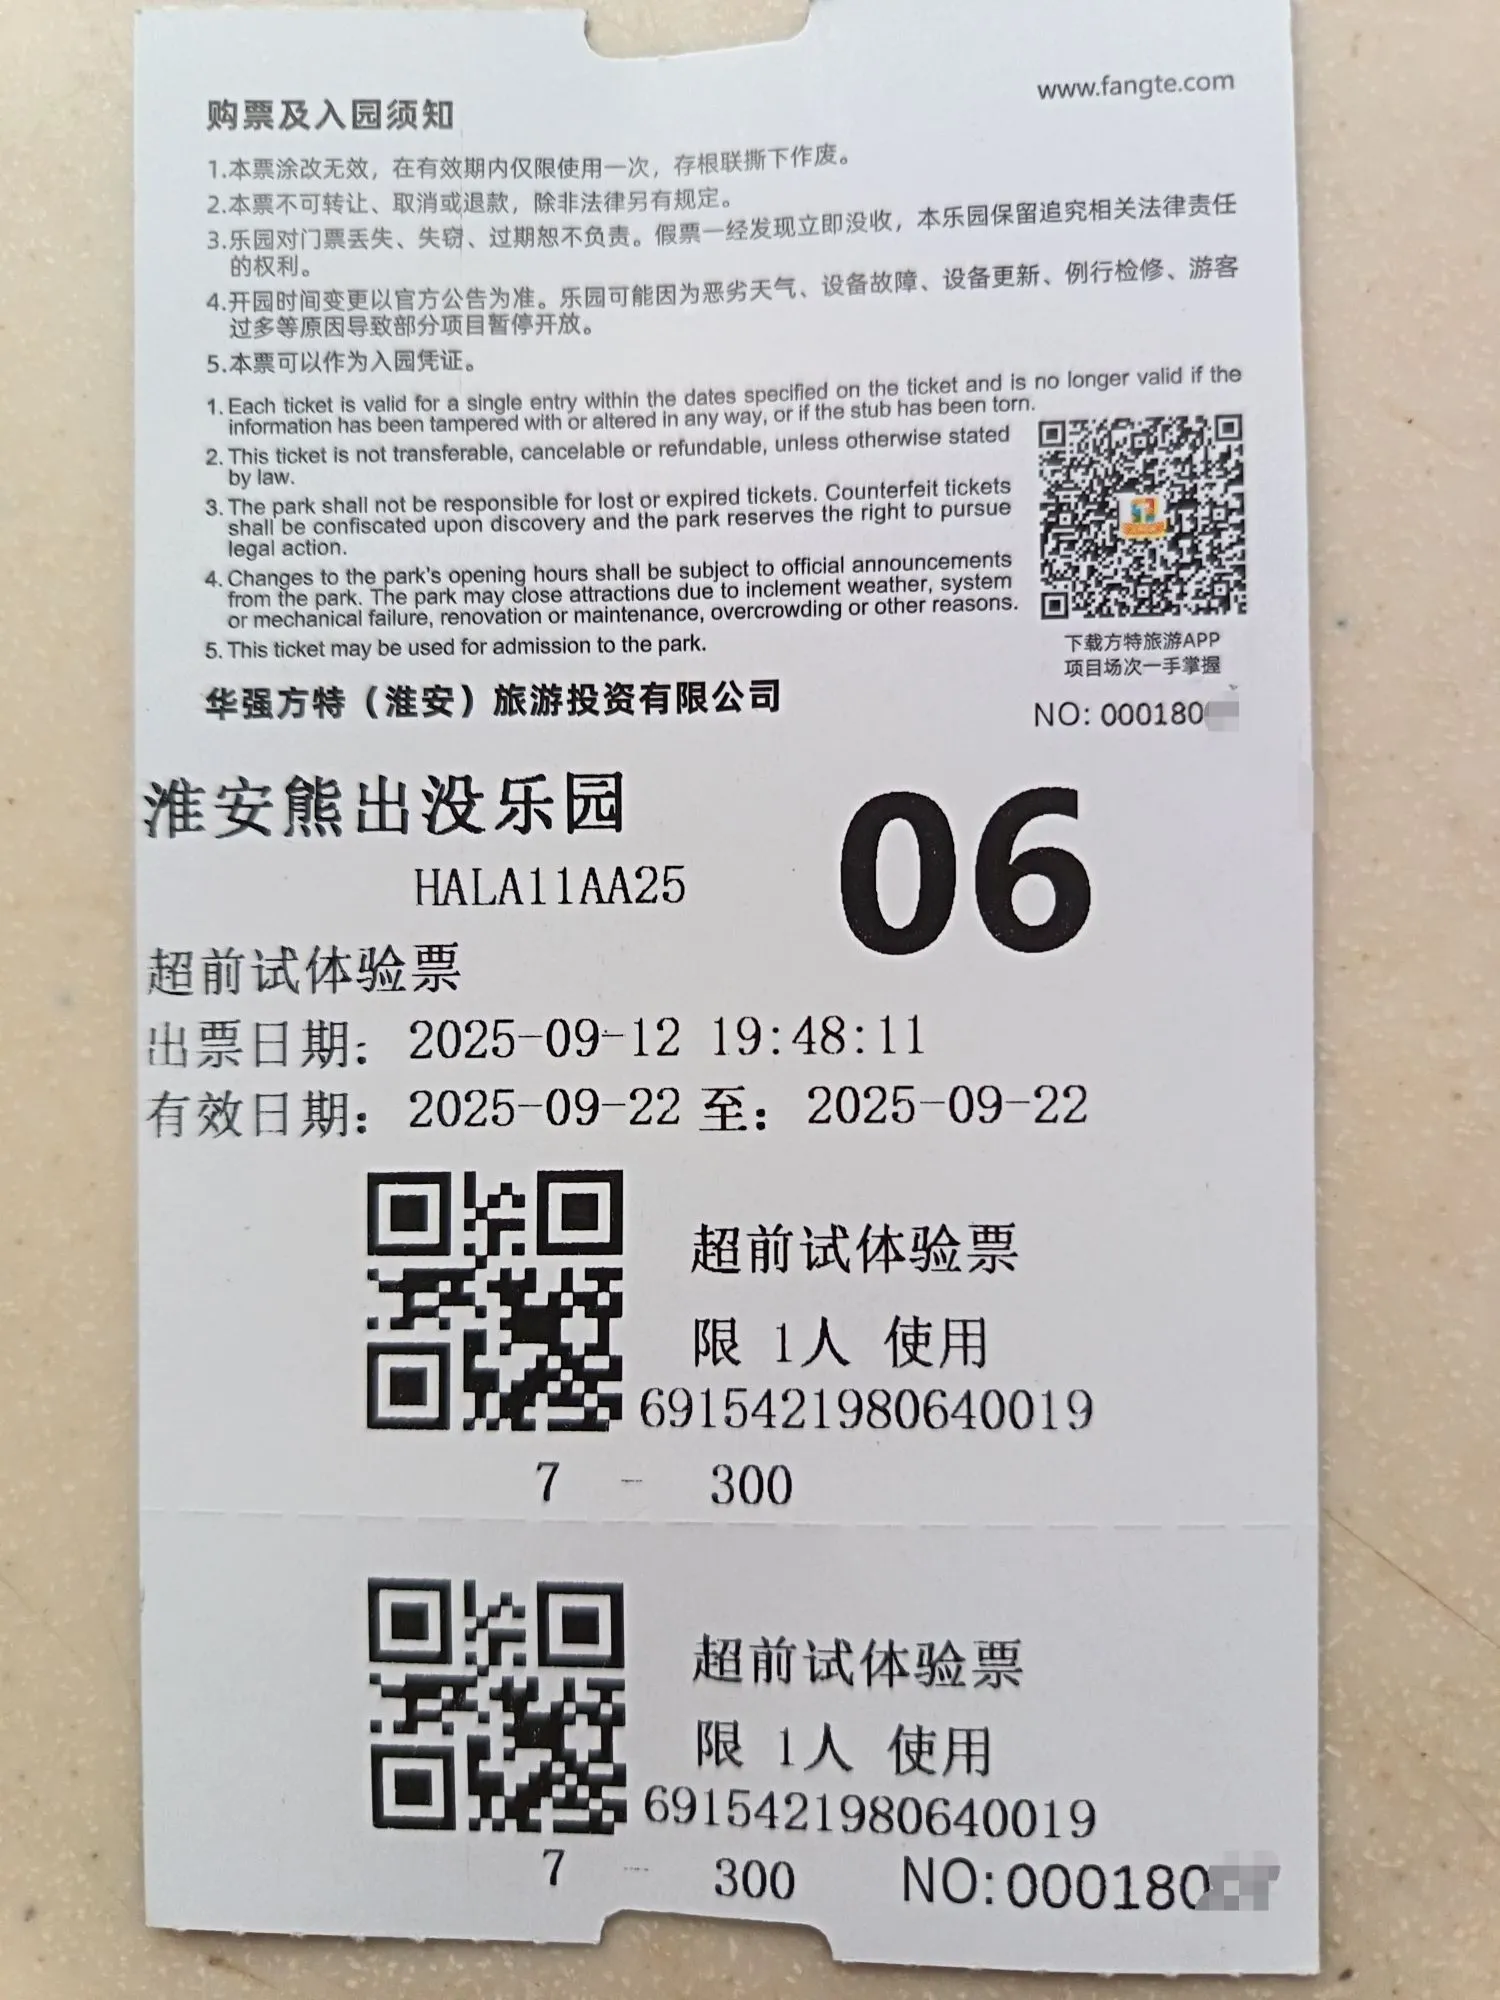 www.fangte.com
购票及入园须知
1.本票涂改无效，在有效期内仅限使用一次，存根联撕下作废。
2.本票不可转让、取消或退款，除非法律另有规定。
3.乐园对门票丢失、失窃、过期恕不负责。假票一经发现立即没收，本乐园保留追究相关法律责任
的权利。
4.开园时间变更以官方公告为准。乐园可能因为恶劣天气、设备故障、设备更新、例行检修、游客
过多等原因导致部分项目暂停开放。
5.本票可以作为入园凭证。
1. Each ticket is valid for a single entry within the dates specified on the ticket and is no longer valid if the
information has been tampered with or altered in any way, or if the stub has been torn.
2. This ticket is not transferable, cancelable or refundable, unless otherwise stated
by law.
3. The park shall not be responsible for lost or expired tickets. Counterfeit tickets
shall be confiscated upon discovery and the park reserves the right to pursue
legal action.
4. Changes to the park's opening hours shall be subject to official announcements
from the park. The park may close attractions due to inclement weather, system
or mechanical failure, renovation or maintenance, overcrowding or other reasons.
5. This ticket may be used for admission to the park.
下载方特旅游APP
项目场次一手掌握
华强方特（淮安）旅游投资有限公司
NO: 000180
淮安熊出没乐园
06
HALA11AA25
超前试体验票
出票日期: 2025-09-12 19:48:11
有效日期: 2025-09-22 至: 2025-09-22
超前试体验票
限 1人 使用
6915421980640019
7 - 300
超前试体验票
限 1人 使用
6915421980640019
7 - 300
NO:000180